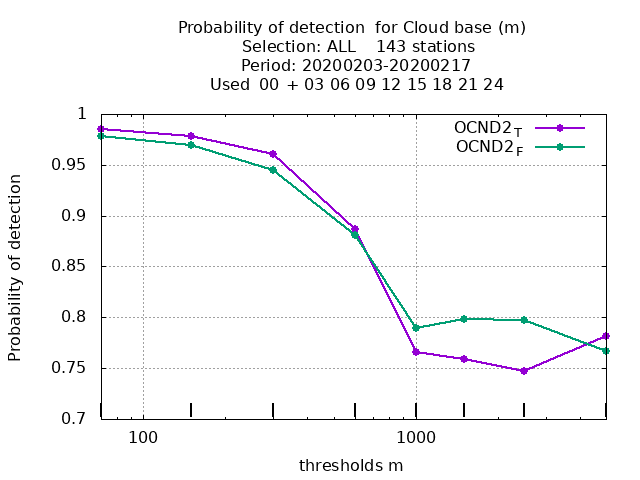 Probability of detection  for Cloud base (m)
Selection: ALL    143 stations
Period: 20200203-20200217
Used  00 + 03 06 09 12 15 18 21 24
OCND2T
OCND2F
1
0.95
0.9
0.85
0.8
0.75
0.7
Probability of detection
100 1000
thresholds m